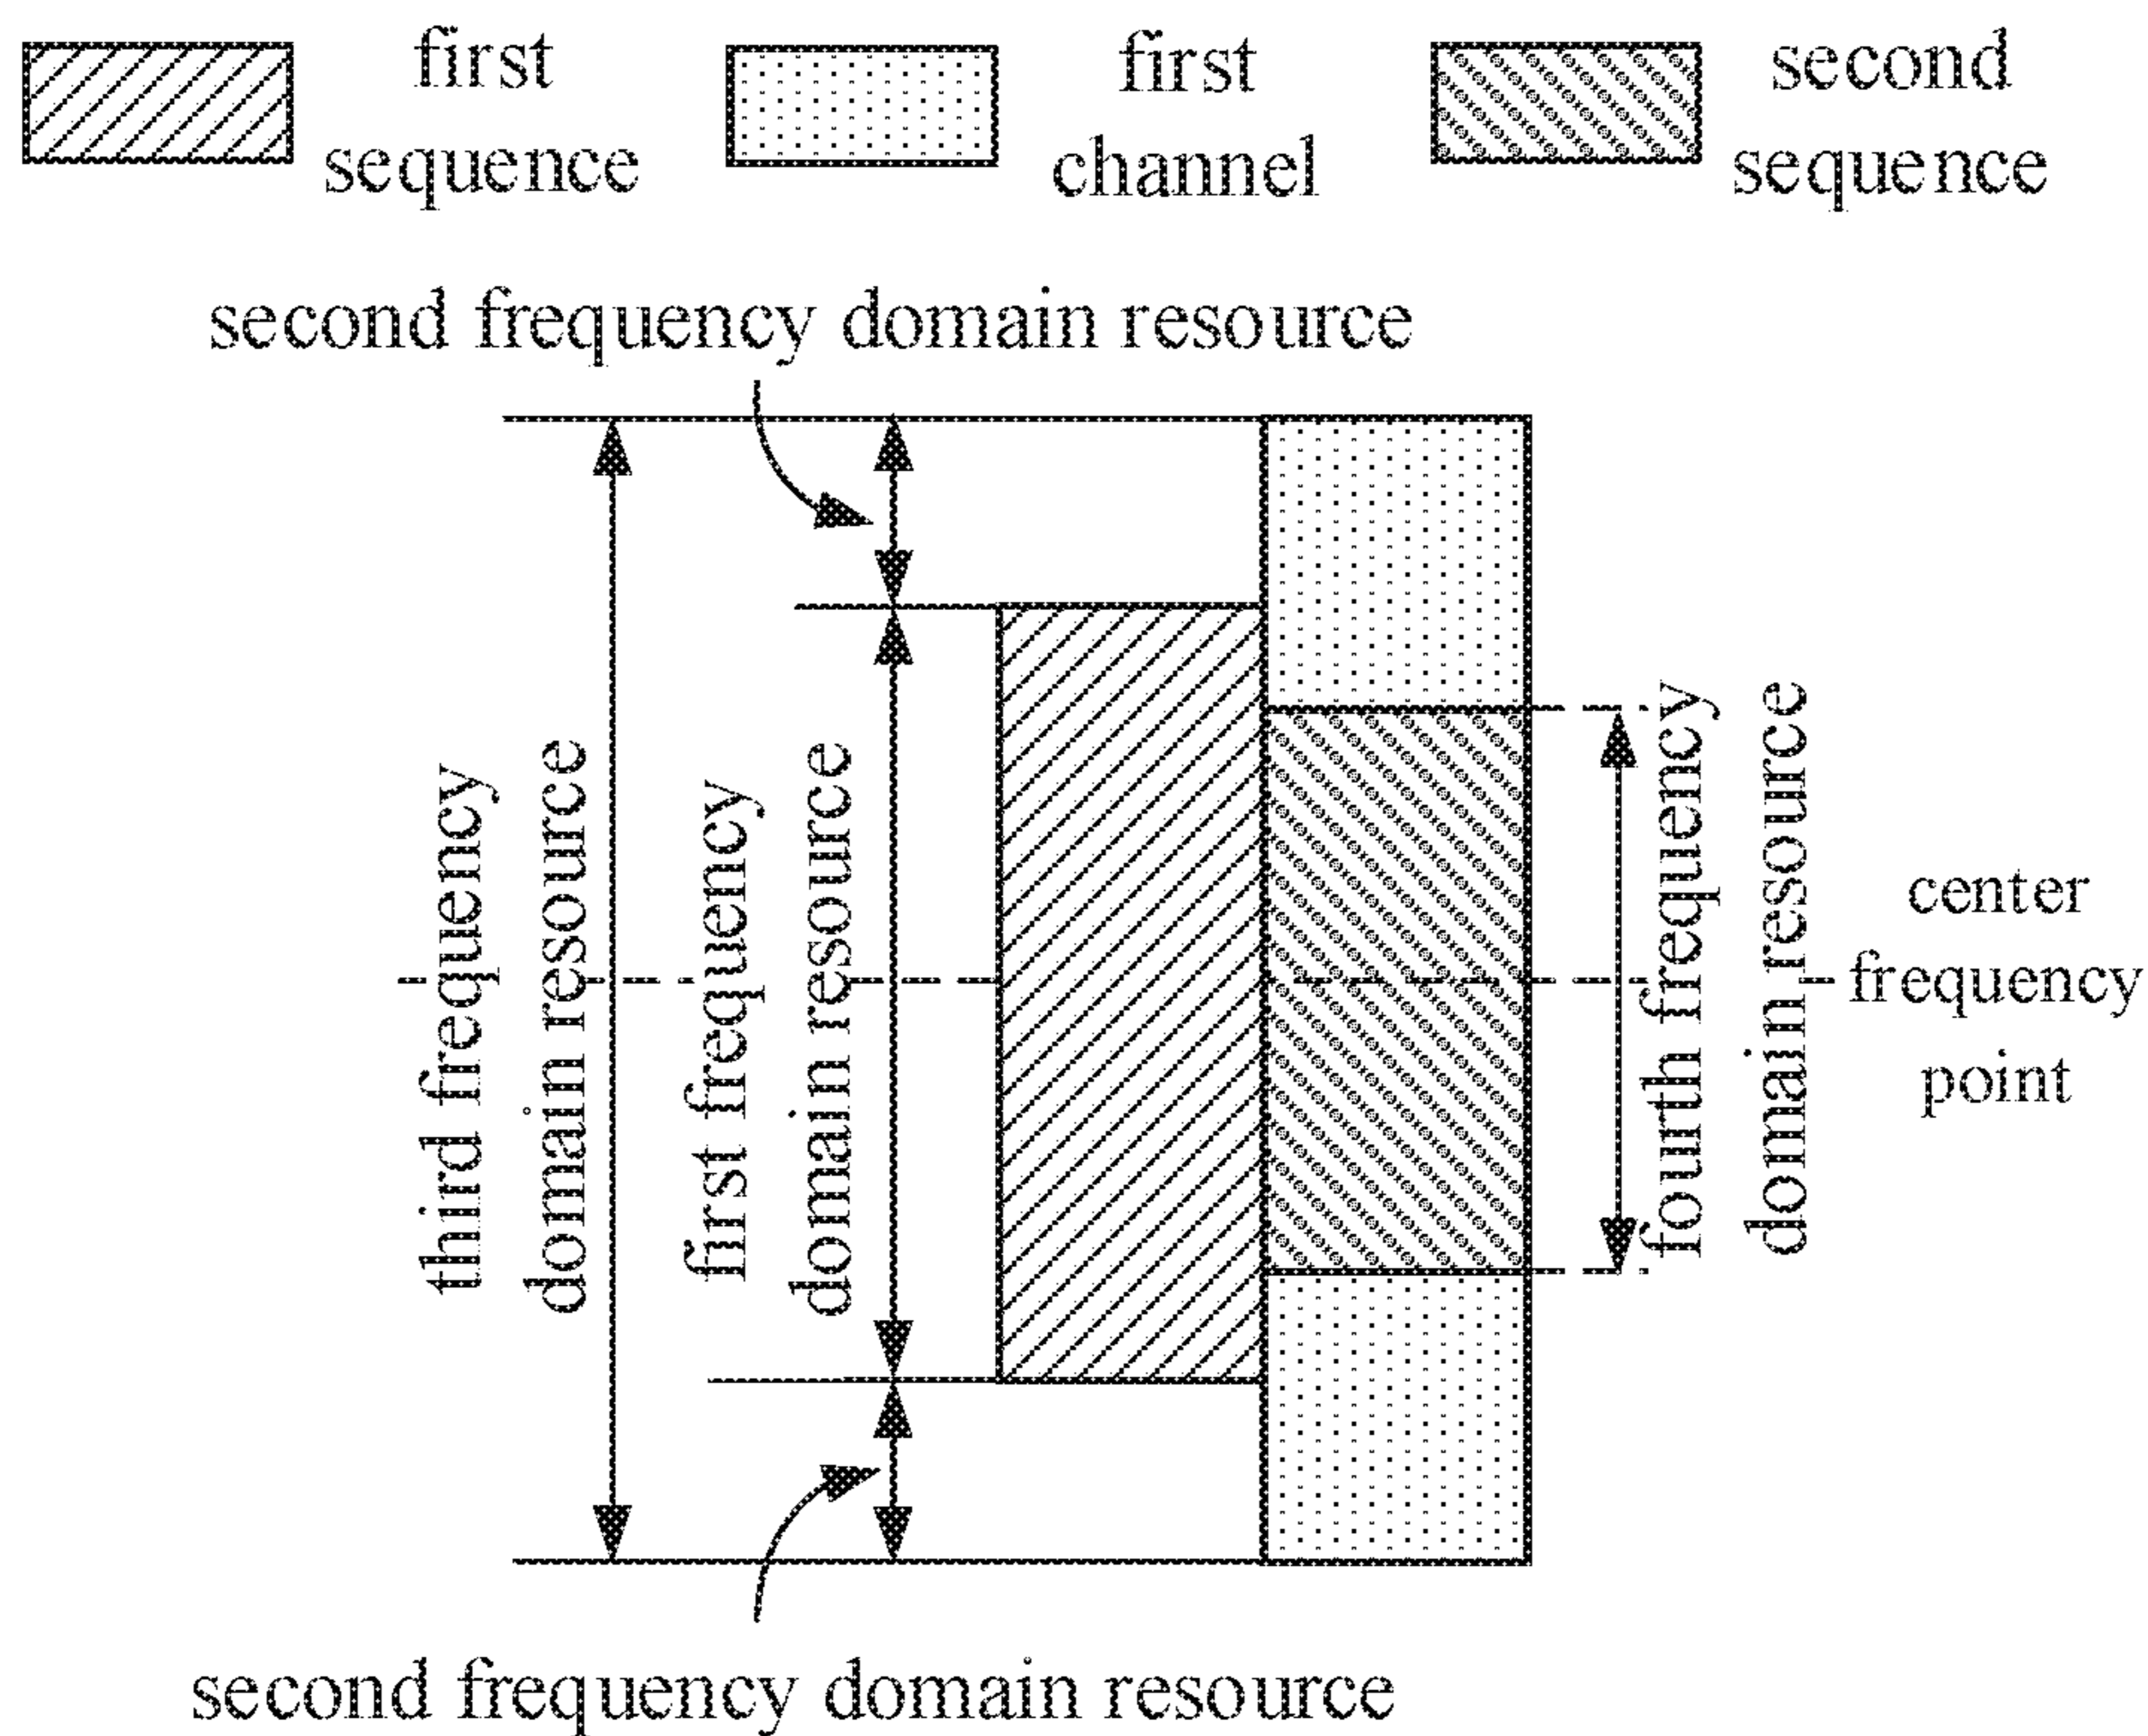 first
sequence
first
channel
second
sequence
second frequency domain resource
third frequency
domain resource
first frequency
domain resource
fourth frequency
domain resource
center
frequency
point
second frequency domain resource